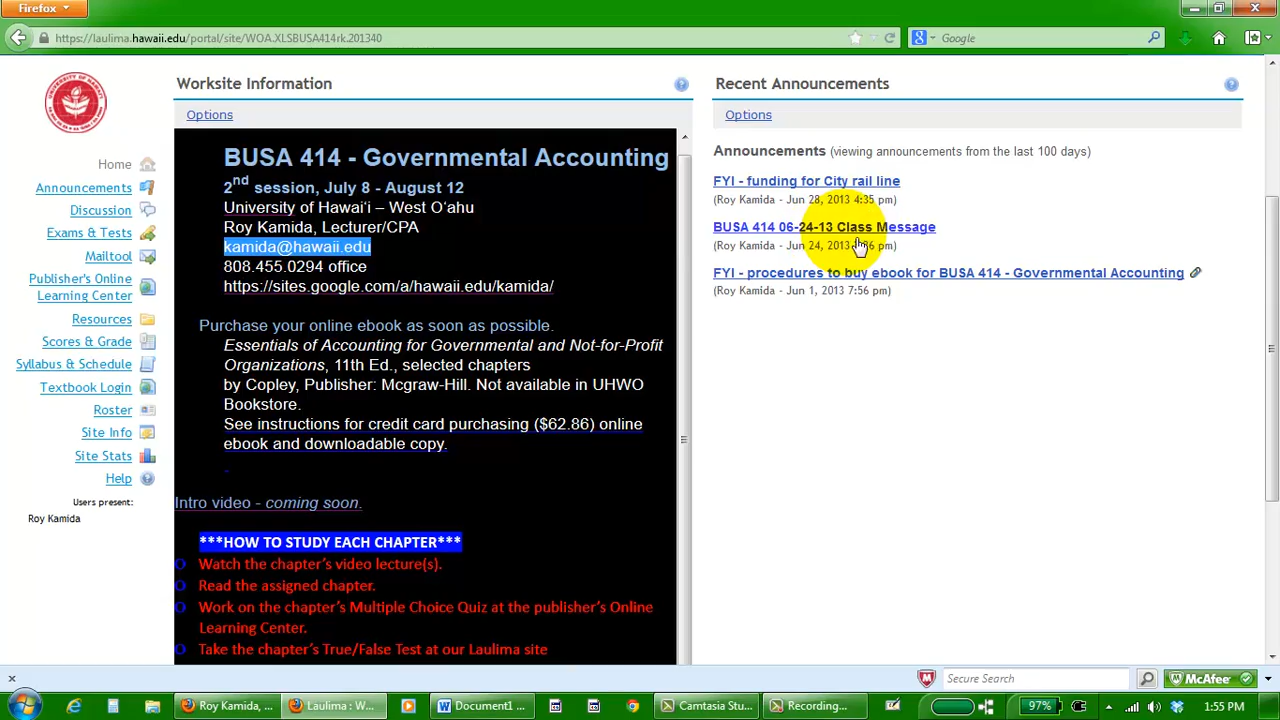 Firefox
https://laulima.hawaii.edu/portal/site/WOA.XLSBUSA414rk.201340
Google
Worksite Information
Options
Home
Announcements
Discussion
Exams & Tests
Mailtool
Publisher's Online
Learning Center
Resources
Scores & Grade
Syllabus & Schedule
Textbook Login
Roster
Site Info
Site Stats
Help
Users present:
Roy Kamida
BUSA 414 - Governmental Accounting
2nd session, July 8 - August 12
University of Hawai‘i – West O‘ahu
Roy Kamida, Lecturer/CPA
kamida@hawaii.edu
808.455.0294 office
https://sites.google.com/a/hawaii.edu/kamida/
Purchase your online ebook as soon as possible.
Essentials of Accounting for Governmental and Not-for-Profit
Organizations, 11th Ed., selected chapters
by Copley, Publisher: Mcgraw-Hill. Not available in UHWO
Bookstore.
See instructions for credit card purchasing ($62.86) online
ebook and downloadable copy.
Intro video - coming soon.
***HOW TO STUDY EACH CHAPTER***
Watch the chapter’s video lecture(s).
Read the assigned chapter.
Work on the chapter’s Multiple Choice Quiz at the publisher’s Online
Learning Center.
Take the chapter’s True/False Test at our Laulima site
Recent Announcements
Options
Announcements (viewing announcements from the last 100 days)
FYI - funding for City rail line
(Roy Kamida - Jun 28, 2013 4:35 pm)
BUSA 414 06-24-13 Class Message
(Roy Kamida - Jun 24, 2013 pm)
FYI - procedures to buy ebook for BUSA 414 - Governmental Accounting
(Roy Kamida - Jun 1, 2013 7:56 pm)
Secure Search
McAfee
Roy Kamida, ...
Laulima : W...
Document1 ...
Camtasia Stu...
Recording...
97%
1:55 PM